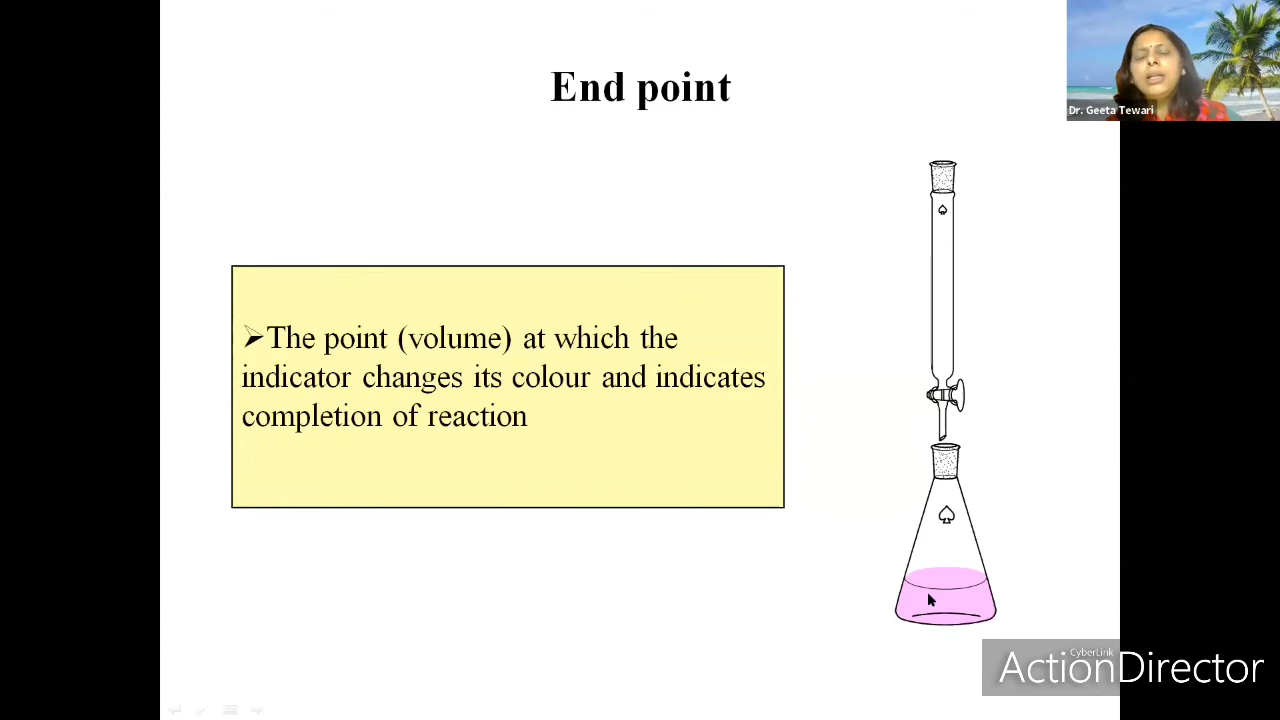 End point
Dr. Geeta Tewari
➢The point (volume) at which the
indicator changes its colour and indicates
completion of reaction
CyberLink
ActionDirector